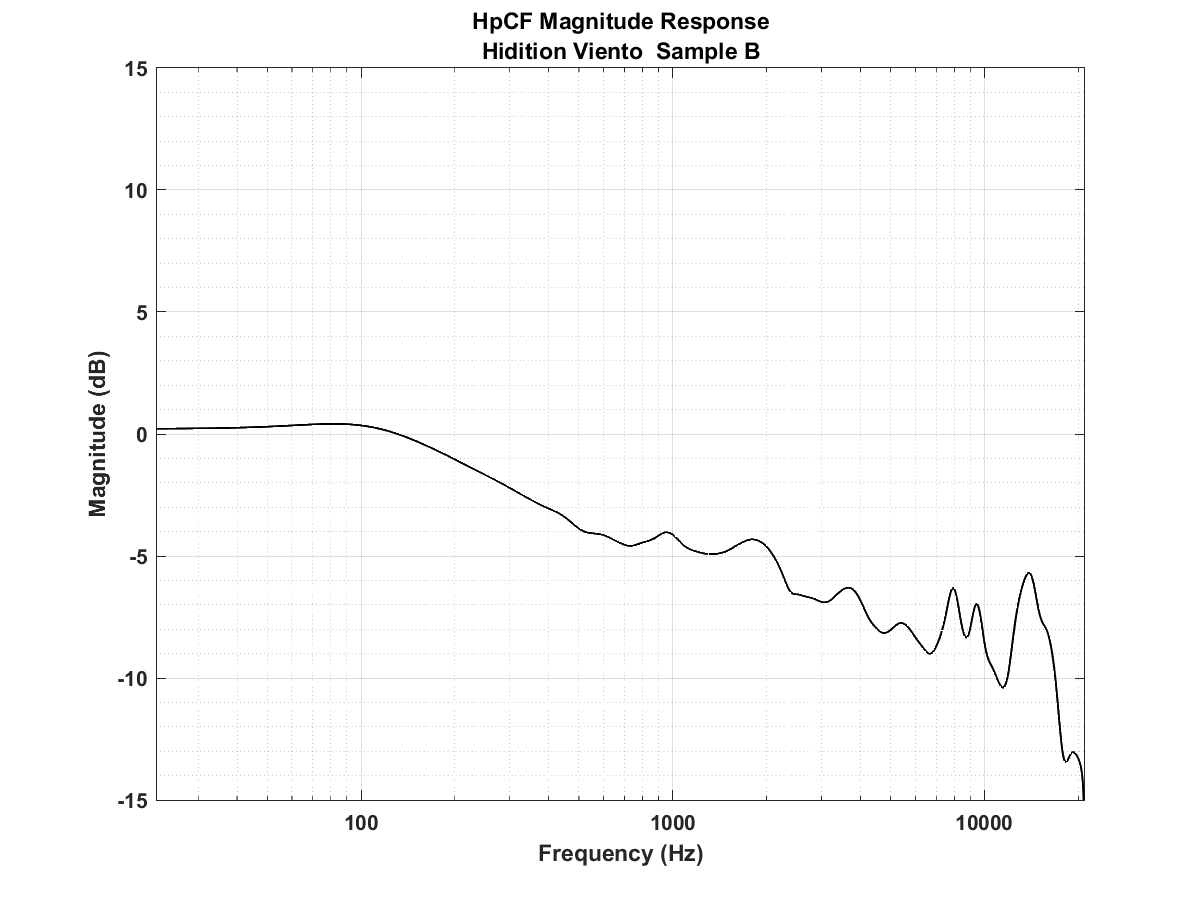 HpCF Magnitude Response
Hidition Viento  Sample B
15
10
5
0
-5
-10
-15
Magnitude (dB)
100
1000
10000
Frequency (Hz)